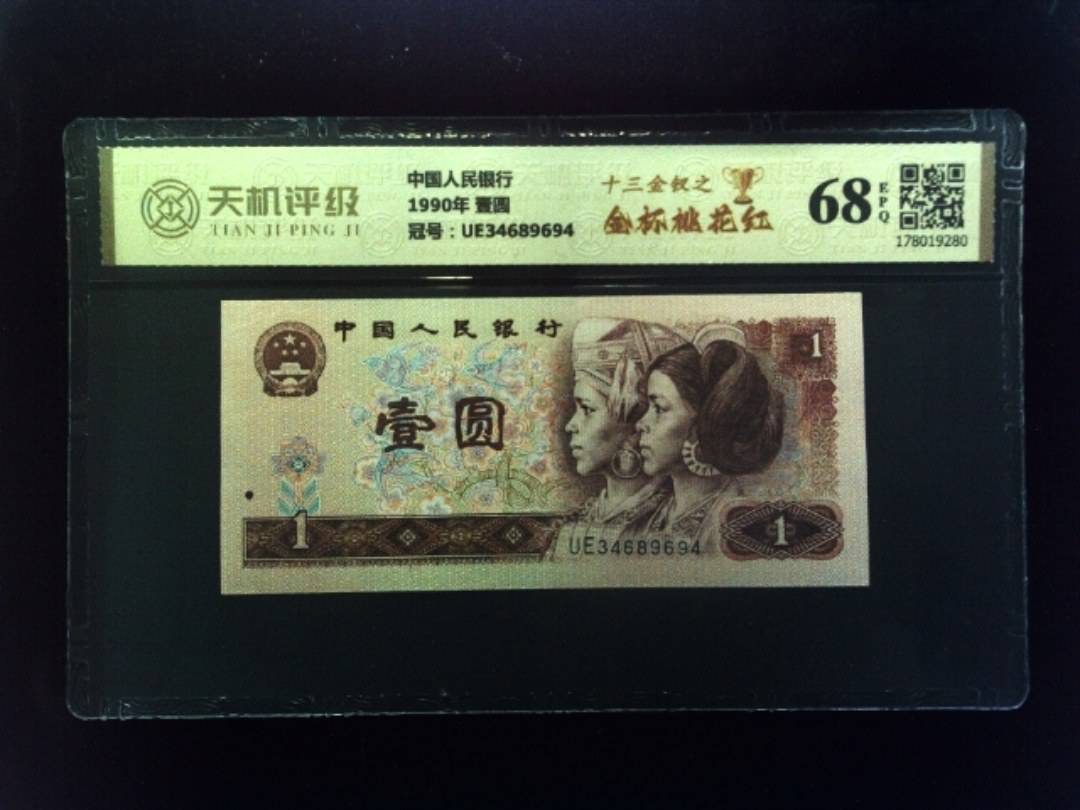 天机评级
TIAN JI PING JI
中国人民银行
1990年 壹圆
冠号：UE34689694
十三金钗之
金杯桃花红
68
EPQ
178019280
中国人民银行
1
壹圆
1
UE34689694
1